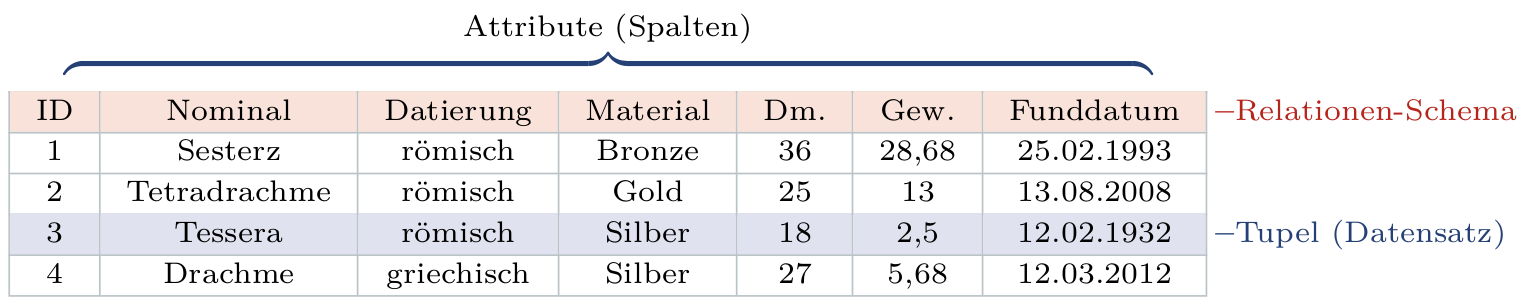 Attribute (Spalten)
ID Nominal Datierung Material Dm. Gew. Funddatum –Relationen-Schema
1 Sesterz römisch Bronze 36 28,68 25.02.1993
2 Tetradrachme römisch Gold 25 13 13.08.2008
3 Tessera römisch Silber 18 2,5 12.02.1932 –Tupel (Datensatz)
4 Drachme griechisch Silber 27 5,68 12.03.2012